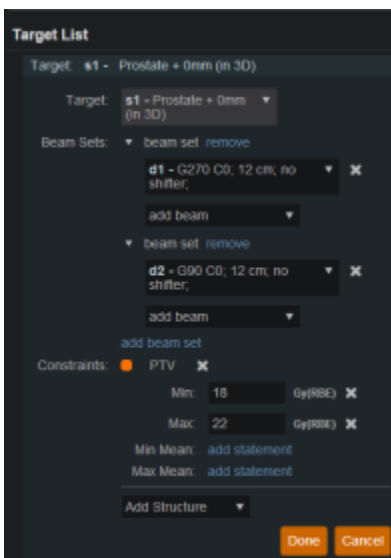 Target List
Target: s1 - Prostate + 0mm (in 3D)
Target: s1 - Prostate + 0mm
(in 3D)
Beam Sets: beam set remove
d1 - G270 C0; 12 cm; no
shifter;
add beam
beam set remove
d2 - G90 C0; 12 cm; no
shifter;
add beam
add beam set
Constraints: PTV
Min: 18 Gy(RBE)
Max: 22 Gy(RBE)
Min Mean: add statement
Max Mean: add statement
Add Structure
Done Cancel